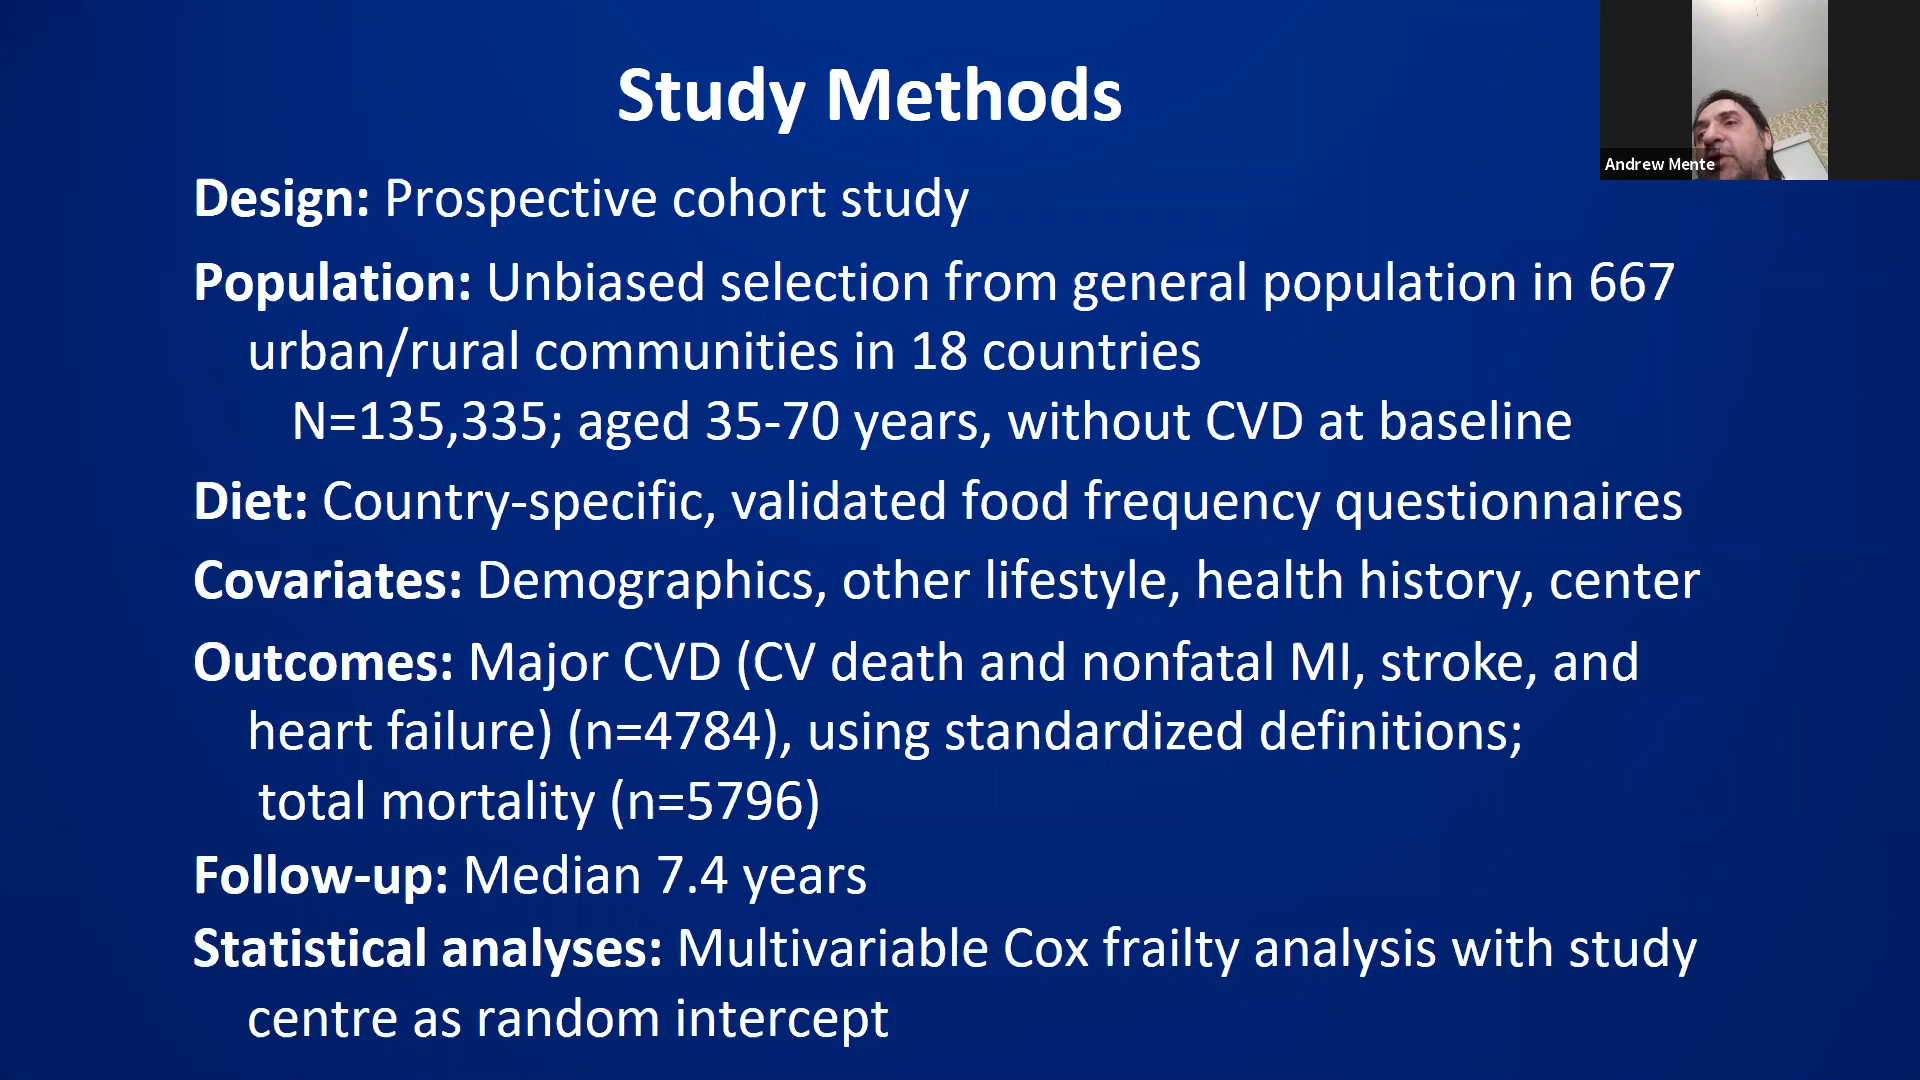 Study Methods
Andrew Mente
Design: Prospective cohort study
Population: Unbiased selection from general population in 667
urban/rural communities in 18 countries
N=135,335; aged 35-70 years, without CVD at baseline
Diet: Country-specific, validated food frequency questionnaires
Covariates: Demographics, other lifestyle, health history, center
Outcomes: Major CVD (CV death and nonfatal MI, stroke, and
heart failure) (n=4784), using standardized definitions;
total mortality (n=5796)
Follow-up: Median 7.4 years
Statistical analyses: Multivariable Cox frailty analysis with study
centre as random intercept